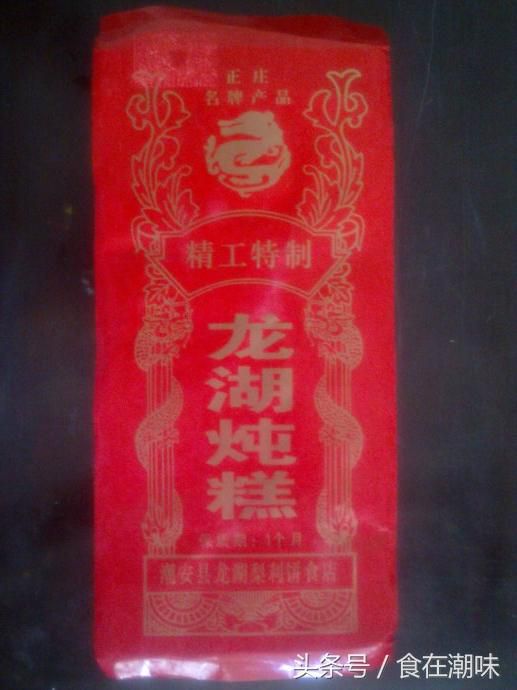 正庄
名牌产品
精工特制
龙湖炖糕
保质期：1个月
潮安县龙湖梨利饼食店
头条号 / 食在潮味